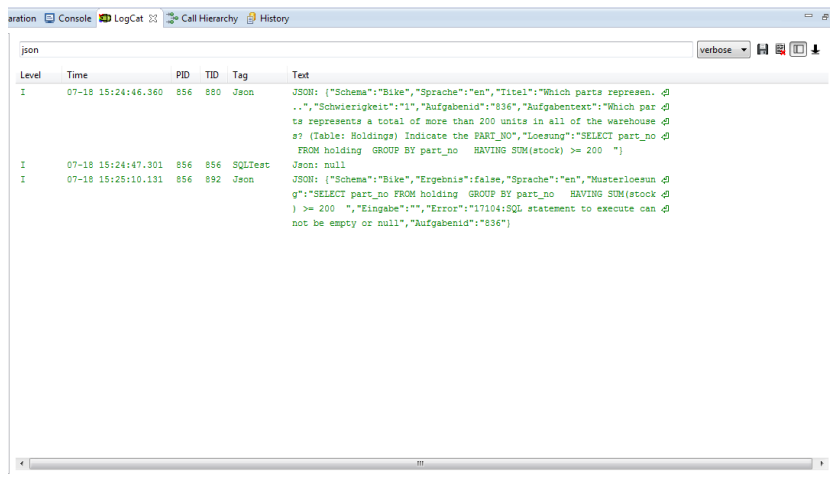 aration Console LogCat Call Hierarchy History
json verbose
Level Time PID TID Tag Text
I 07-18 15:24:46.360 856 880 Json JSON: {"Schema":"Bike","Sprache":"en","Titel":"Which parts represen.
..","Schwierigkeit":"1","Aufgabenid":"836","Aufgabentext":"Which par
ts represents a total of more than 200 units in all of the warehouse
s? (Table: Holdings) Indicate the PART_NO","Loesung":"SELECT part_no
FROM holding GROUP BY part_no HAVING SUM(stock) >= 200 "}
I 07-18 15:24:47.301 856 856 SQLTest Json: null
I 07-18 15:25:10.131 856 892 Json JSON: {"Schema":"Bike","Ergebnis":false,"Sprache":"en","Musterloesun
g":"SELECT part_no FROM holding GROUP BY part_no HAVING SUM(stock
) >= 200 ","Eingabe":"","Error":"17104:SQL statement to execute can
not be empty or null","Aufgabenid":"836"}